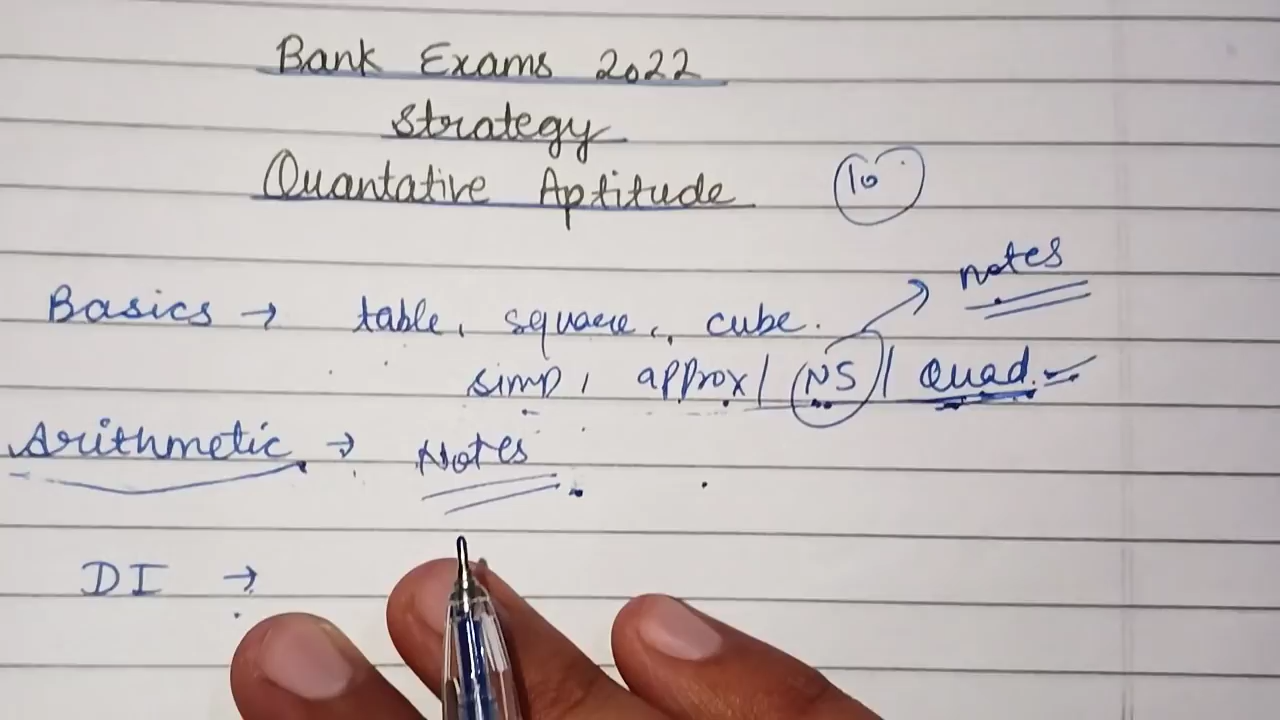 Bank Exams 2022
Strategy
Quantative Aptitude 10
notes
Basics → table, square, cube.
simp, approx / NS / Quad.
Arithmetic → Notes
DI →